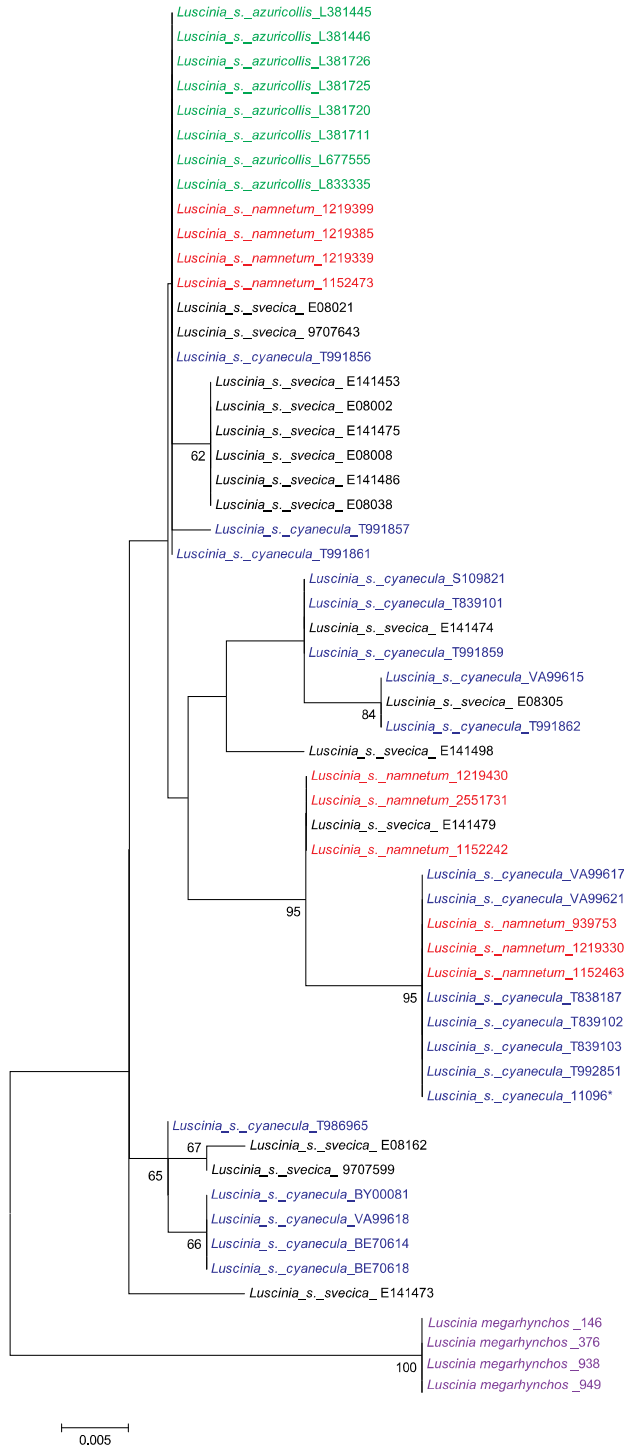 Luscinia_s._azuricollis_L381445
Luscinia_s._azuricollis_L381446
Luscinia_s._azuricollis_L381726
Luscinia_s._azuricollis_L381725
Luscinia_s._azuricollis_L381720
Luscinia_s._azuricollis_L381711
Luscinia_s._azuricollis_L677555
Luscinia_s._azuricollis_L833335
Luscinia_s._namnetum_1219399
Luscinia_s._namnetum_1219385
Luscinia_s._namnetum_1219339
Luscinia_s._namnetum_1152473
Luscinia_s._svecica_ E08021
Luscinia_s._svecica_ 9707643
Luscinia_s._cyanecula_T991856
Luscinia_s._svecica_ E141453
Luscinia_s._svecica_ E08002
Luscinia_s._svecica_ E141475
Luscinia_s._svecica_ E08008
62
Luscinia_s._svecica_ E141486
Luscinia_s._svecica_ E08038
Luscinia_s._cyanecula_T991857
Luscinia_s._cyanecula_T991861
Luscinia_s._cyanecula_S109821
Luscinia_s._cyanecula_T839101
Luscinia_s._svecica_ E141474
Luscinia_s._cyanecula_T991859
Luscinia_s._cyanecula_VA99615
Luscinia_s._svecica_ E08305
84
Luscinia_s._cyanecula_T991862
Luscinia_s._svecica_ E141498
Luscinia_s._namnetum_1219430
Luscinia_s._namnetum_2551731
Luscinia_s._svecica_ E141479
Luscinia_s._namnetum_1152242
Luscinia_s._cyanecula_VA99617
Luscinia_s._cyanecula_VA99621
95
Luscinia_s._namnetum_939753
Luscinia_s._namnetum_1219330
Luscinia_s._namnetum_1152463
95
Luscinia_s._cyanecula_T838187
Luscinia_s._cyanecula_T839102
Luscinia_s._cyanecula_T839103
Luscinia_s._cyanecula_T992851
Luscinia_s._cyanecula_11096*
Luscinia_s._cyanecula_T986965
67
Luscinia_s._svecica_ E08162
65
Luscinia_s._svecica_ 9707599
Luscinia_s._cyanecula_BY00081
Luscinia_s._cyanecula_VA99618
66
Luscinia_s._cyanecula_BE70614
Luscinia_s._cyanecula_BE70618
Luscinia_s._svecica_ E141473
Luscinia megarhynchos _146
Luscinia megarhynchos _376
100
Luscinia megarhynchos _938
Luscinia megarhynchos _949
0.005